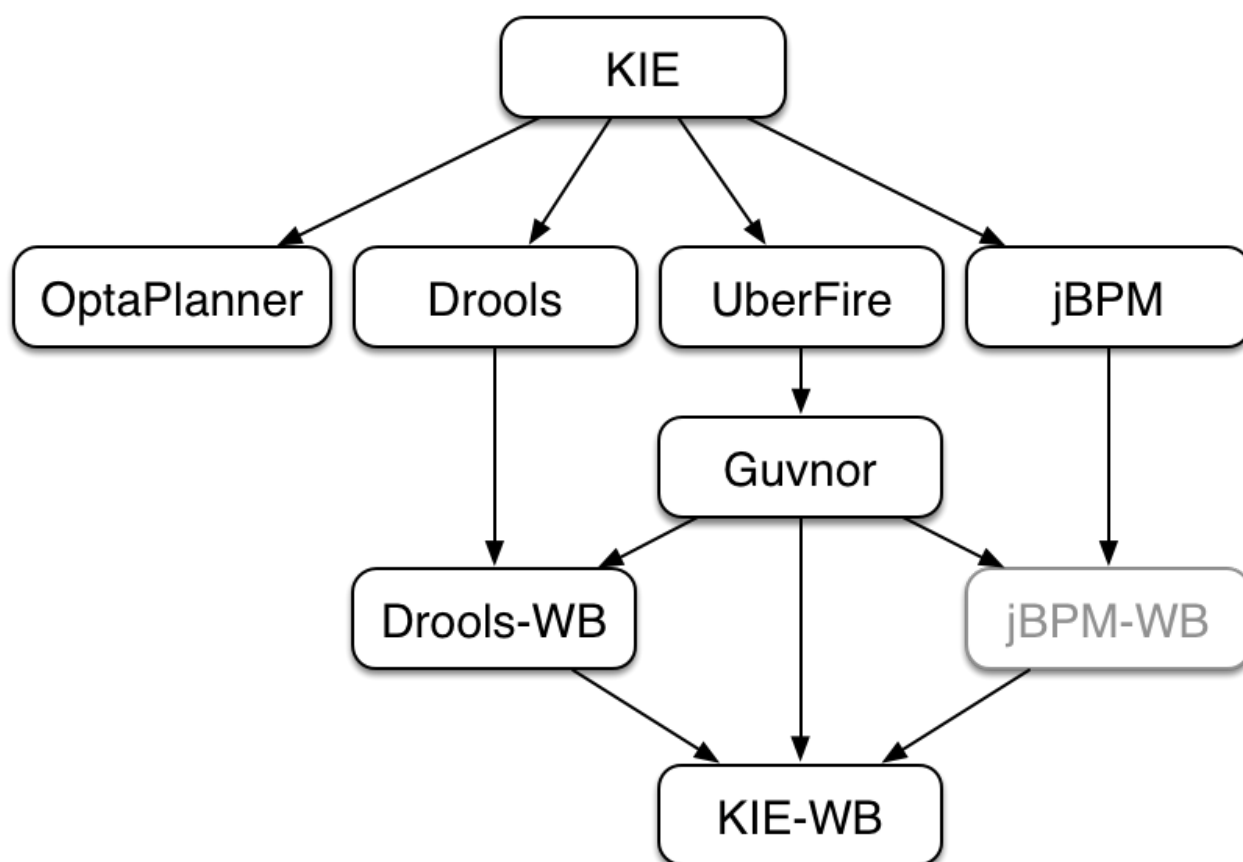 KIE
OptaPlanner
Drools
UberFire
jBPM
Guvnor
Drools-WB
jBPM-WB
KIE-WB